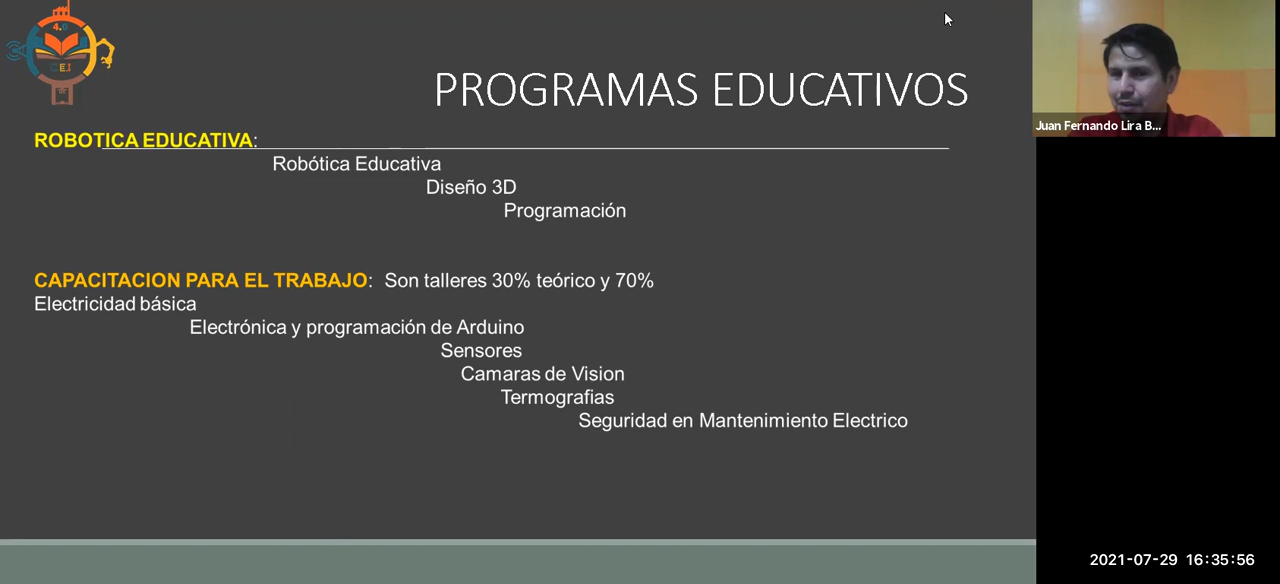 4.0
C E.I
PROGRAMAS EDUCATIVOS
ROBOTICA EDUCATIVA:
Robótica Educativa
Diseño 3D
Programación
CAPACITACION PARA EL TRABAJO: Son talleres 30% teórico y 70%
Electricidad básica
Electrónica y programación de Arduino
Sensores
Camaras de Vision
Termografias
Seguridad en Mantenimiento Electrico
Juan Fernando Lira B...
2021-07-29 16:35:56